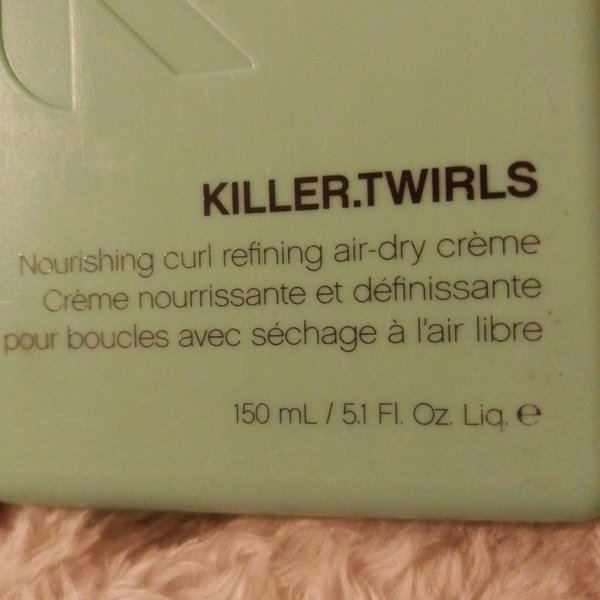 KILLER.TWIRLS
Nourishing curl refining air-dry crème
Crème nourrissante et définissante
pour boucles avec séchage à l'air libre
150 mL / 5.1 Fl. Oz. Liq. ℮